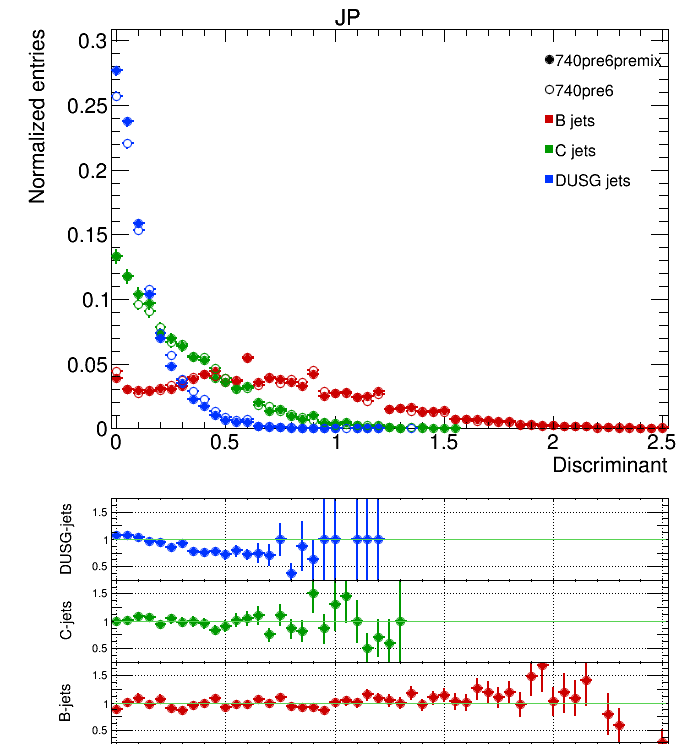 JP
Normalized entries
0.3
0.25
0.2
0.15
0.1
0.05
0
740pre6premix
740pre6
B jets
C jets
DUSG jets
0 0.5 1 1.5 2 2.5
Discriminant
DUSG-jets
1.5
1
0.5
C-jets
1.5
1
0.5
B-jets
1.5
1
0.5